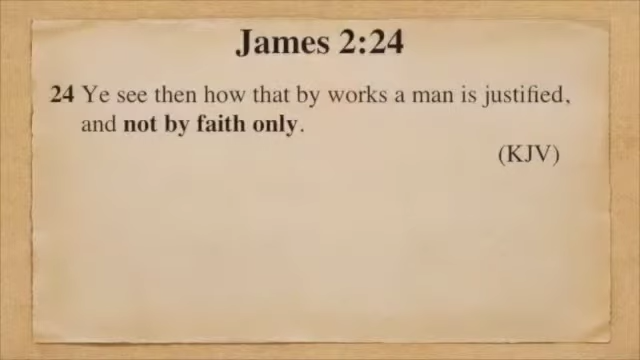 James 2:24
24 Ye see then how that by works a man is justified,
and not by faith only.
(KJV)